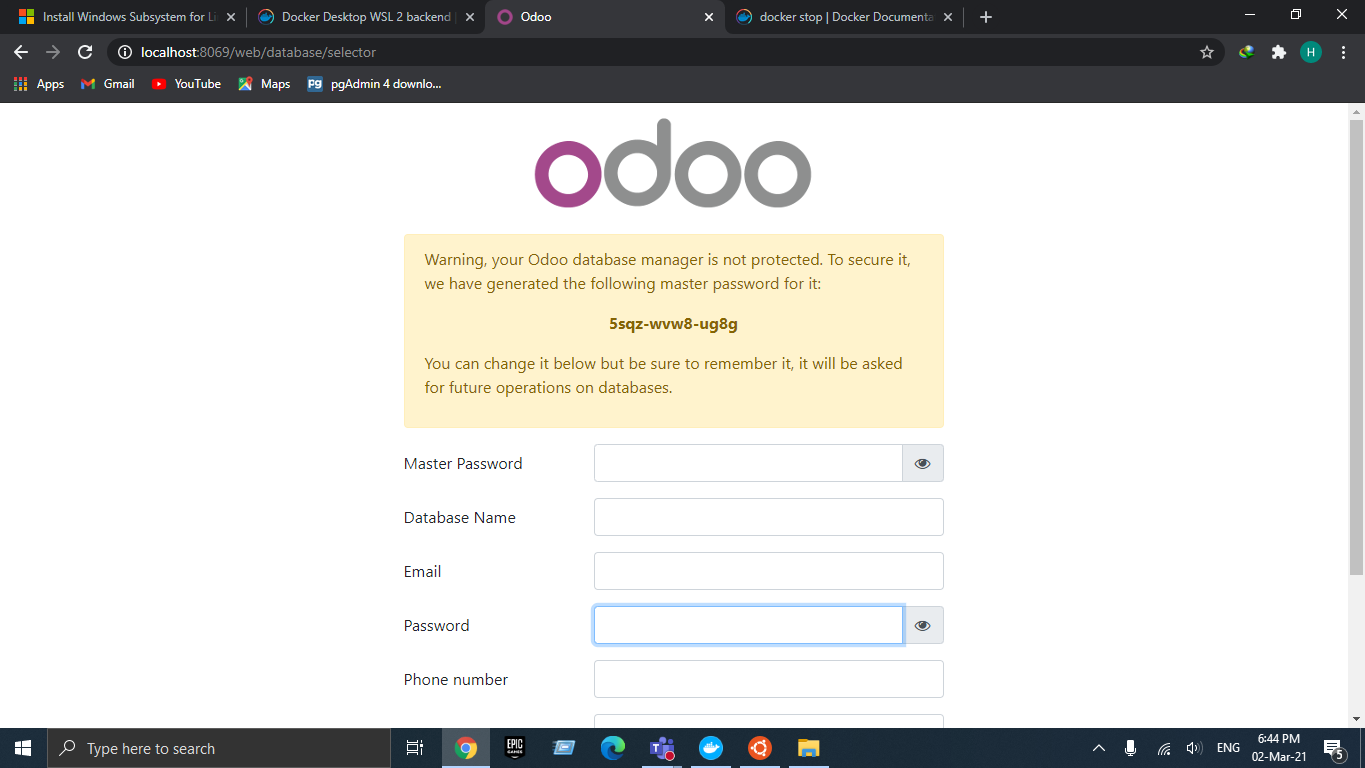 Install Windows Subsystem for Li
Docker Desktop WSL 2 backend
Odoo
docker stop | Docker Documenta
localhost:8069/web/database/selector
H
Apps
Gmail
YouTube
Maps
pgAdmin 4 downlo...
odoo
Warning, your Odoo database manager is not protected. To secure it,
we have generated the following master password for it:
5sqz-wvw8-ug8g
You can change it below but be sure to remember it, it will be asked
for future operations on databases.
Master Password
Database Name
Email
Password
Phone number
Type here to search
EPIC
GAMES
ENG
6:44 PM
02-Mar-21
5